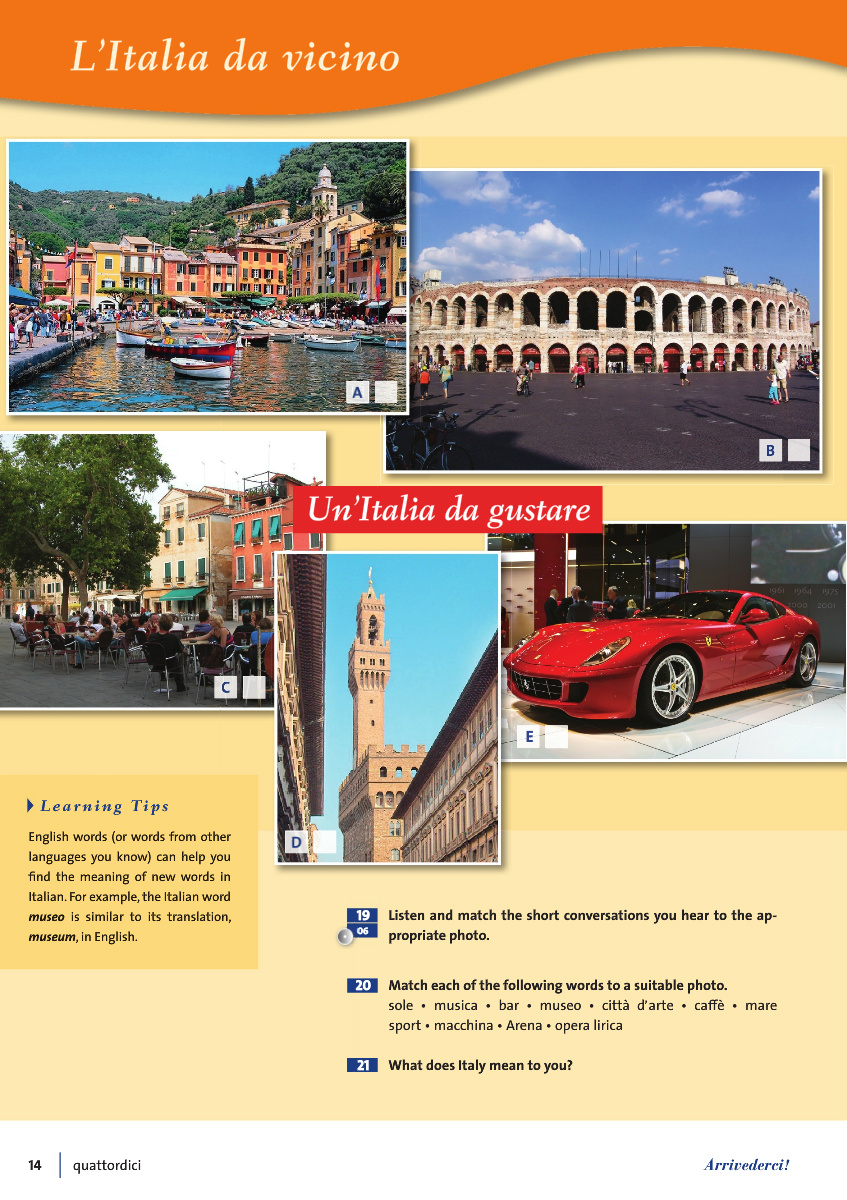 L'Italia da vicino
A
B
C
Un'Italia da gustare
1961 1964 1975
2000 2001
E
D
Learning Tips
English words (or words from other
languages you know) can help you
find the meaning of new words in
Italian. For example, the Italian word
museo is similar to its translation,
museum, in English.
19 Listen and match the short conversations you hear to the ap-
06 propriate photo.
20 Match each of the following words to a suitable photo.
sole • musica • bar • museo • città d'arte • caffè • mare
sport • macchina • Arena • opera lirica
21 What does Italy mean to you?
14 quattordici
Arrivederci!